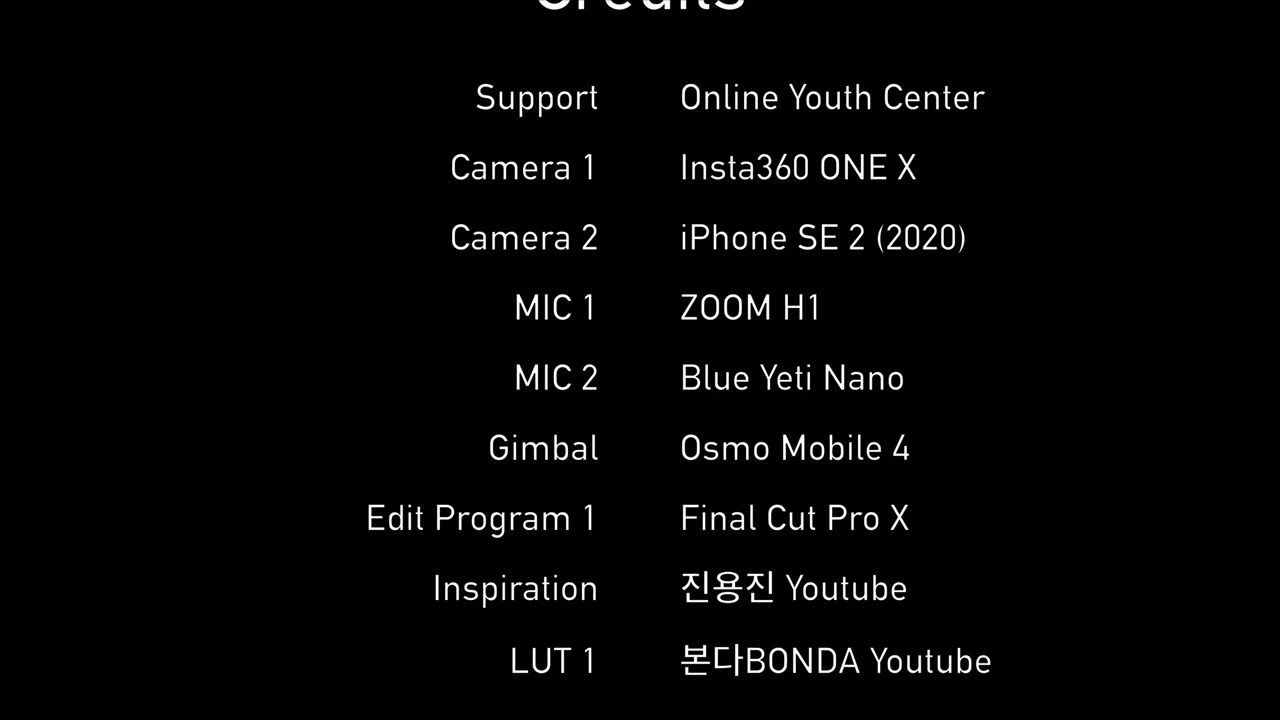 Credits
Support Online Youth Center
Camera 1 Insta360 ONE X
Camera 2 iPhone SE 2 (2020)
MIC 1 ZOOM H1
MIC 2 Blue Yeti Nano
Gimbal Osmo Mobile 4
Edit Program 1 Final Cut Pro X
Inspiration 진용진 Youtube
LUT 1 본다BONDA Youtube